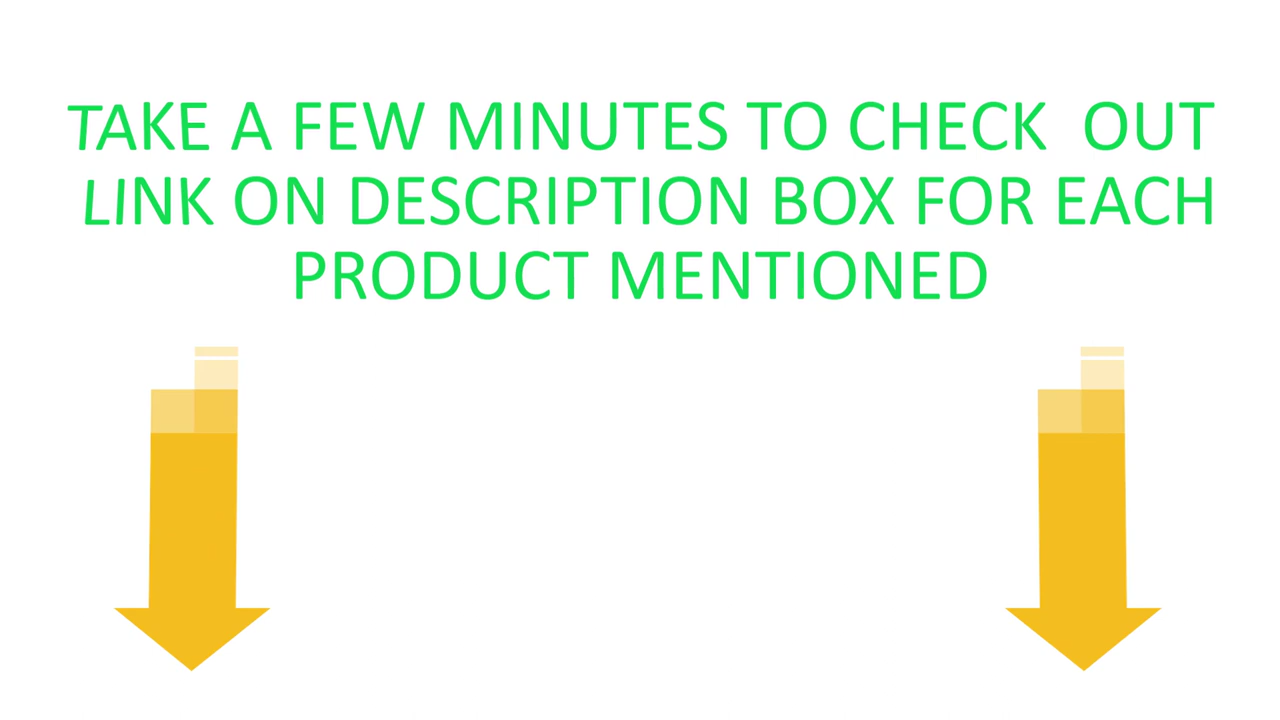 TAKE A FEW MINUTES TO CHECK  OUT
LINK ON DESCRIPTION BOX FOR EACH
PRODUCT MENTIONED